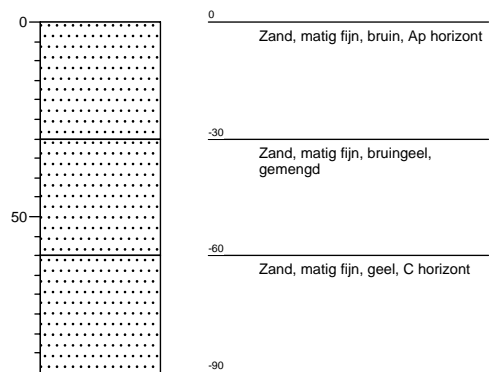 0
0
Zand, matig fijn, bruin, Ap horizont
-30
Zand, matig fijn, bruingeel,
gemengd
50
-60
Zand, matig fijn, geel, C horizont
-90